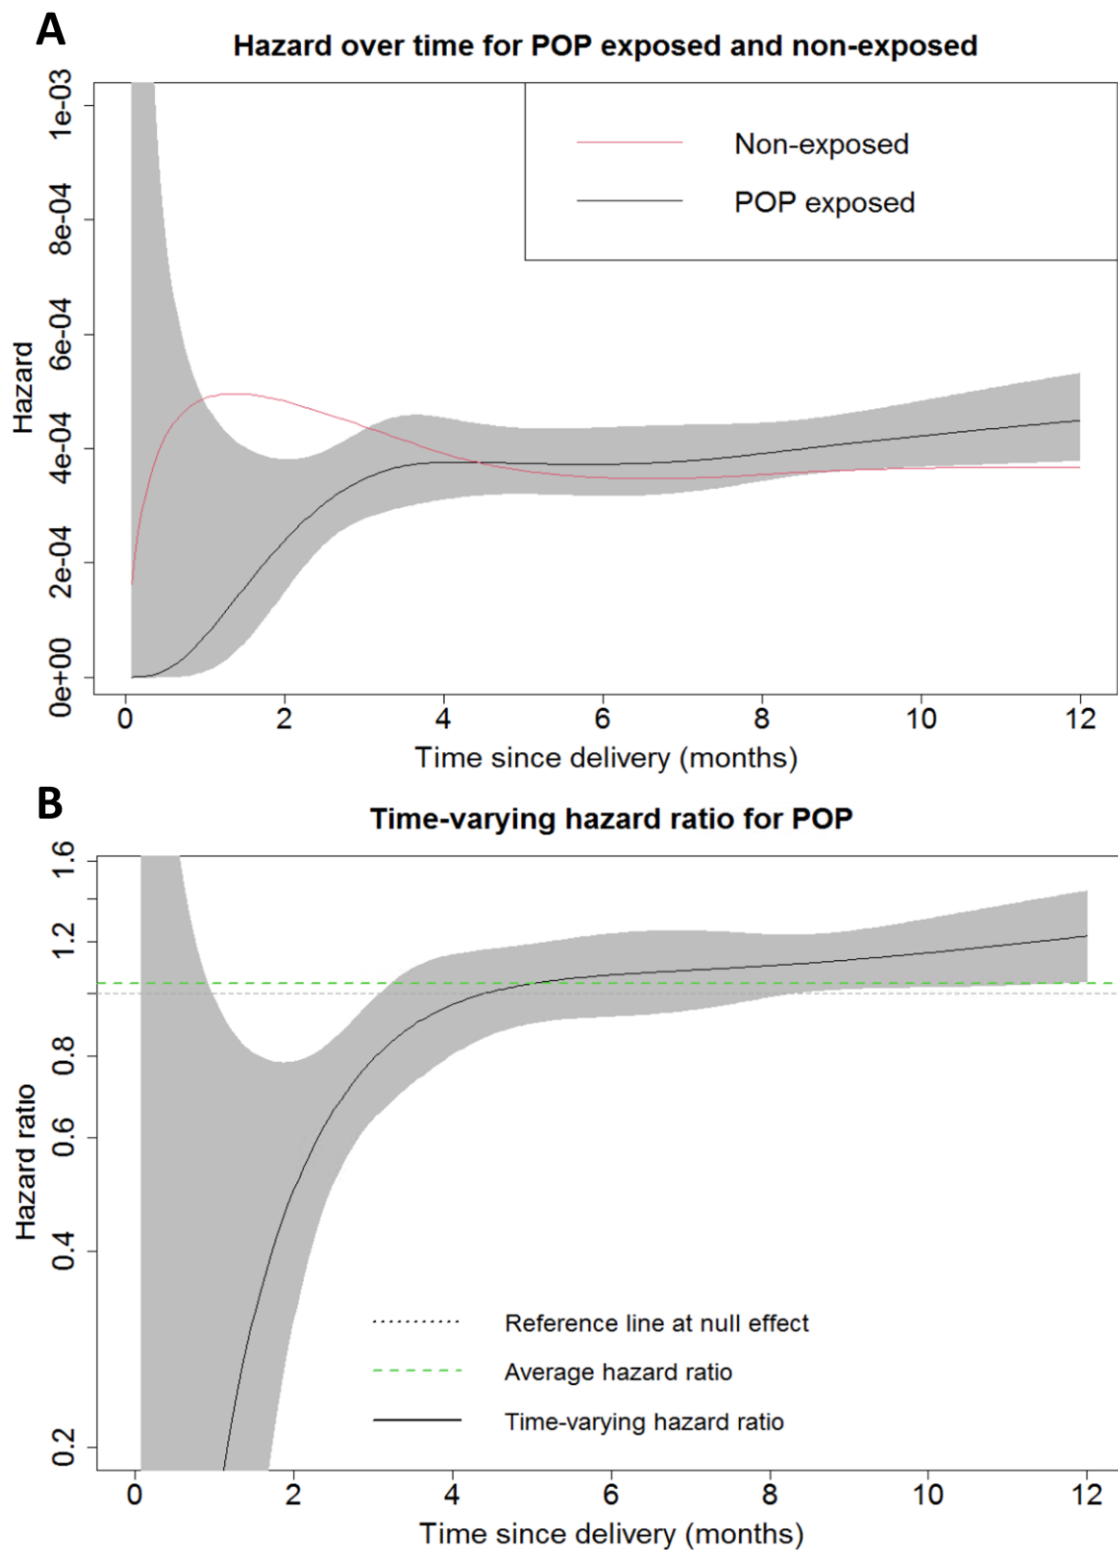 A
Hazard over time for POP exposed and non-exposed
Hazard
1e-03
8e-04
6e-04
4e-04
2e-04
0e+00
Non-exposed
POP exposed
0 2 4 6 8 10 12
Time since delivery (months)
B
Time-varying hazard ratio for POP
Hazard ratio
1.6
1.2
0.8
0.6
0.4
0.2
Reference line at null effect
Average hazard ratio
Time-varying hazard ratio
0 2 4 6 8 10 12
Time since delivery (months)